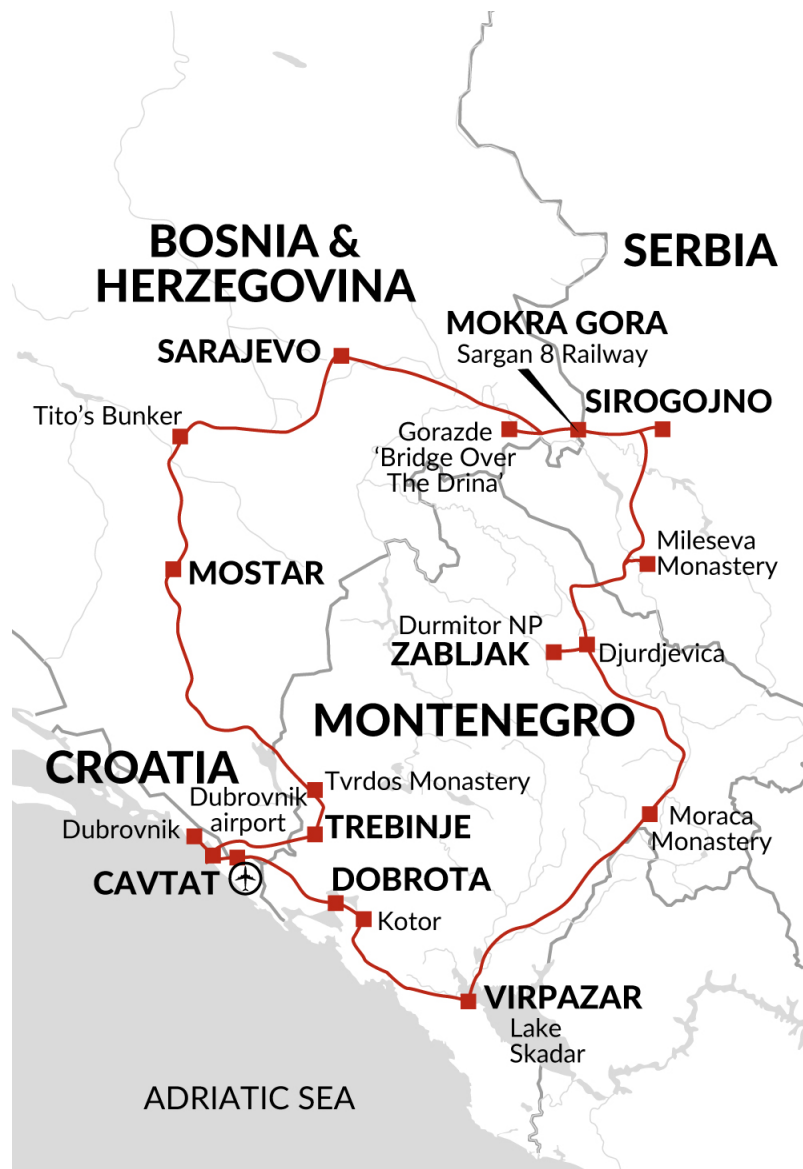 BOSNIA &
HERZEGOVINA
SERBIA
MOKRA GORA
Sargan 8 Railway
SARAJEVO
SIROGOJNO
Tito's Bunker
Gorazde
'Bridge Over
The Drina'
Mileseva
Monastery
MOSTAR
Durmitor NP
ZABLJAK
Djurdjevica
MONTENEGRO
CROATIA
Tvrdos Monastery
Dubrovnik
airport
Dubrovnik
TREBINJE
Moraca
Monastery
CAVTAT
DOBROTA
Kotor
VIRPAZAR
Lake
Skadar
ADRIATIC SEA